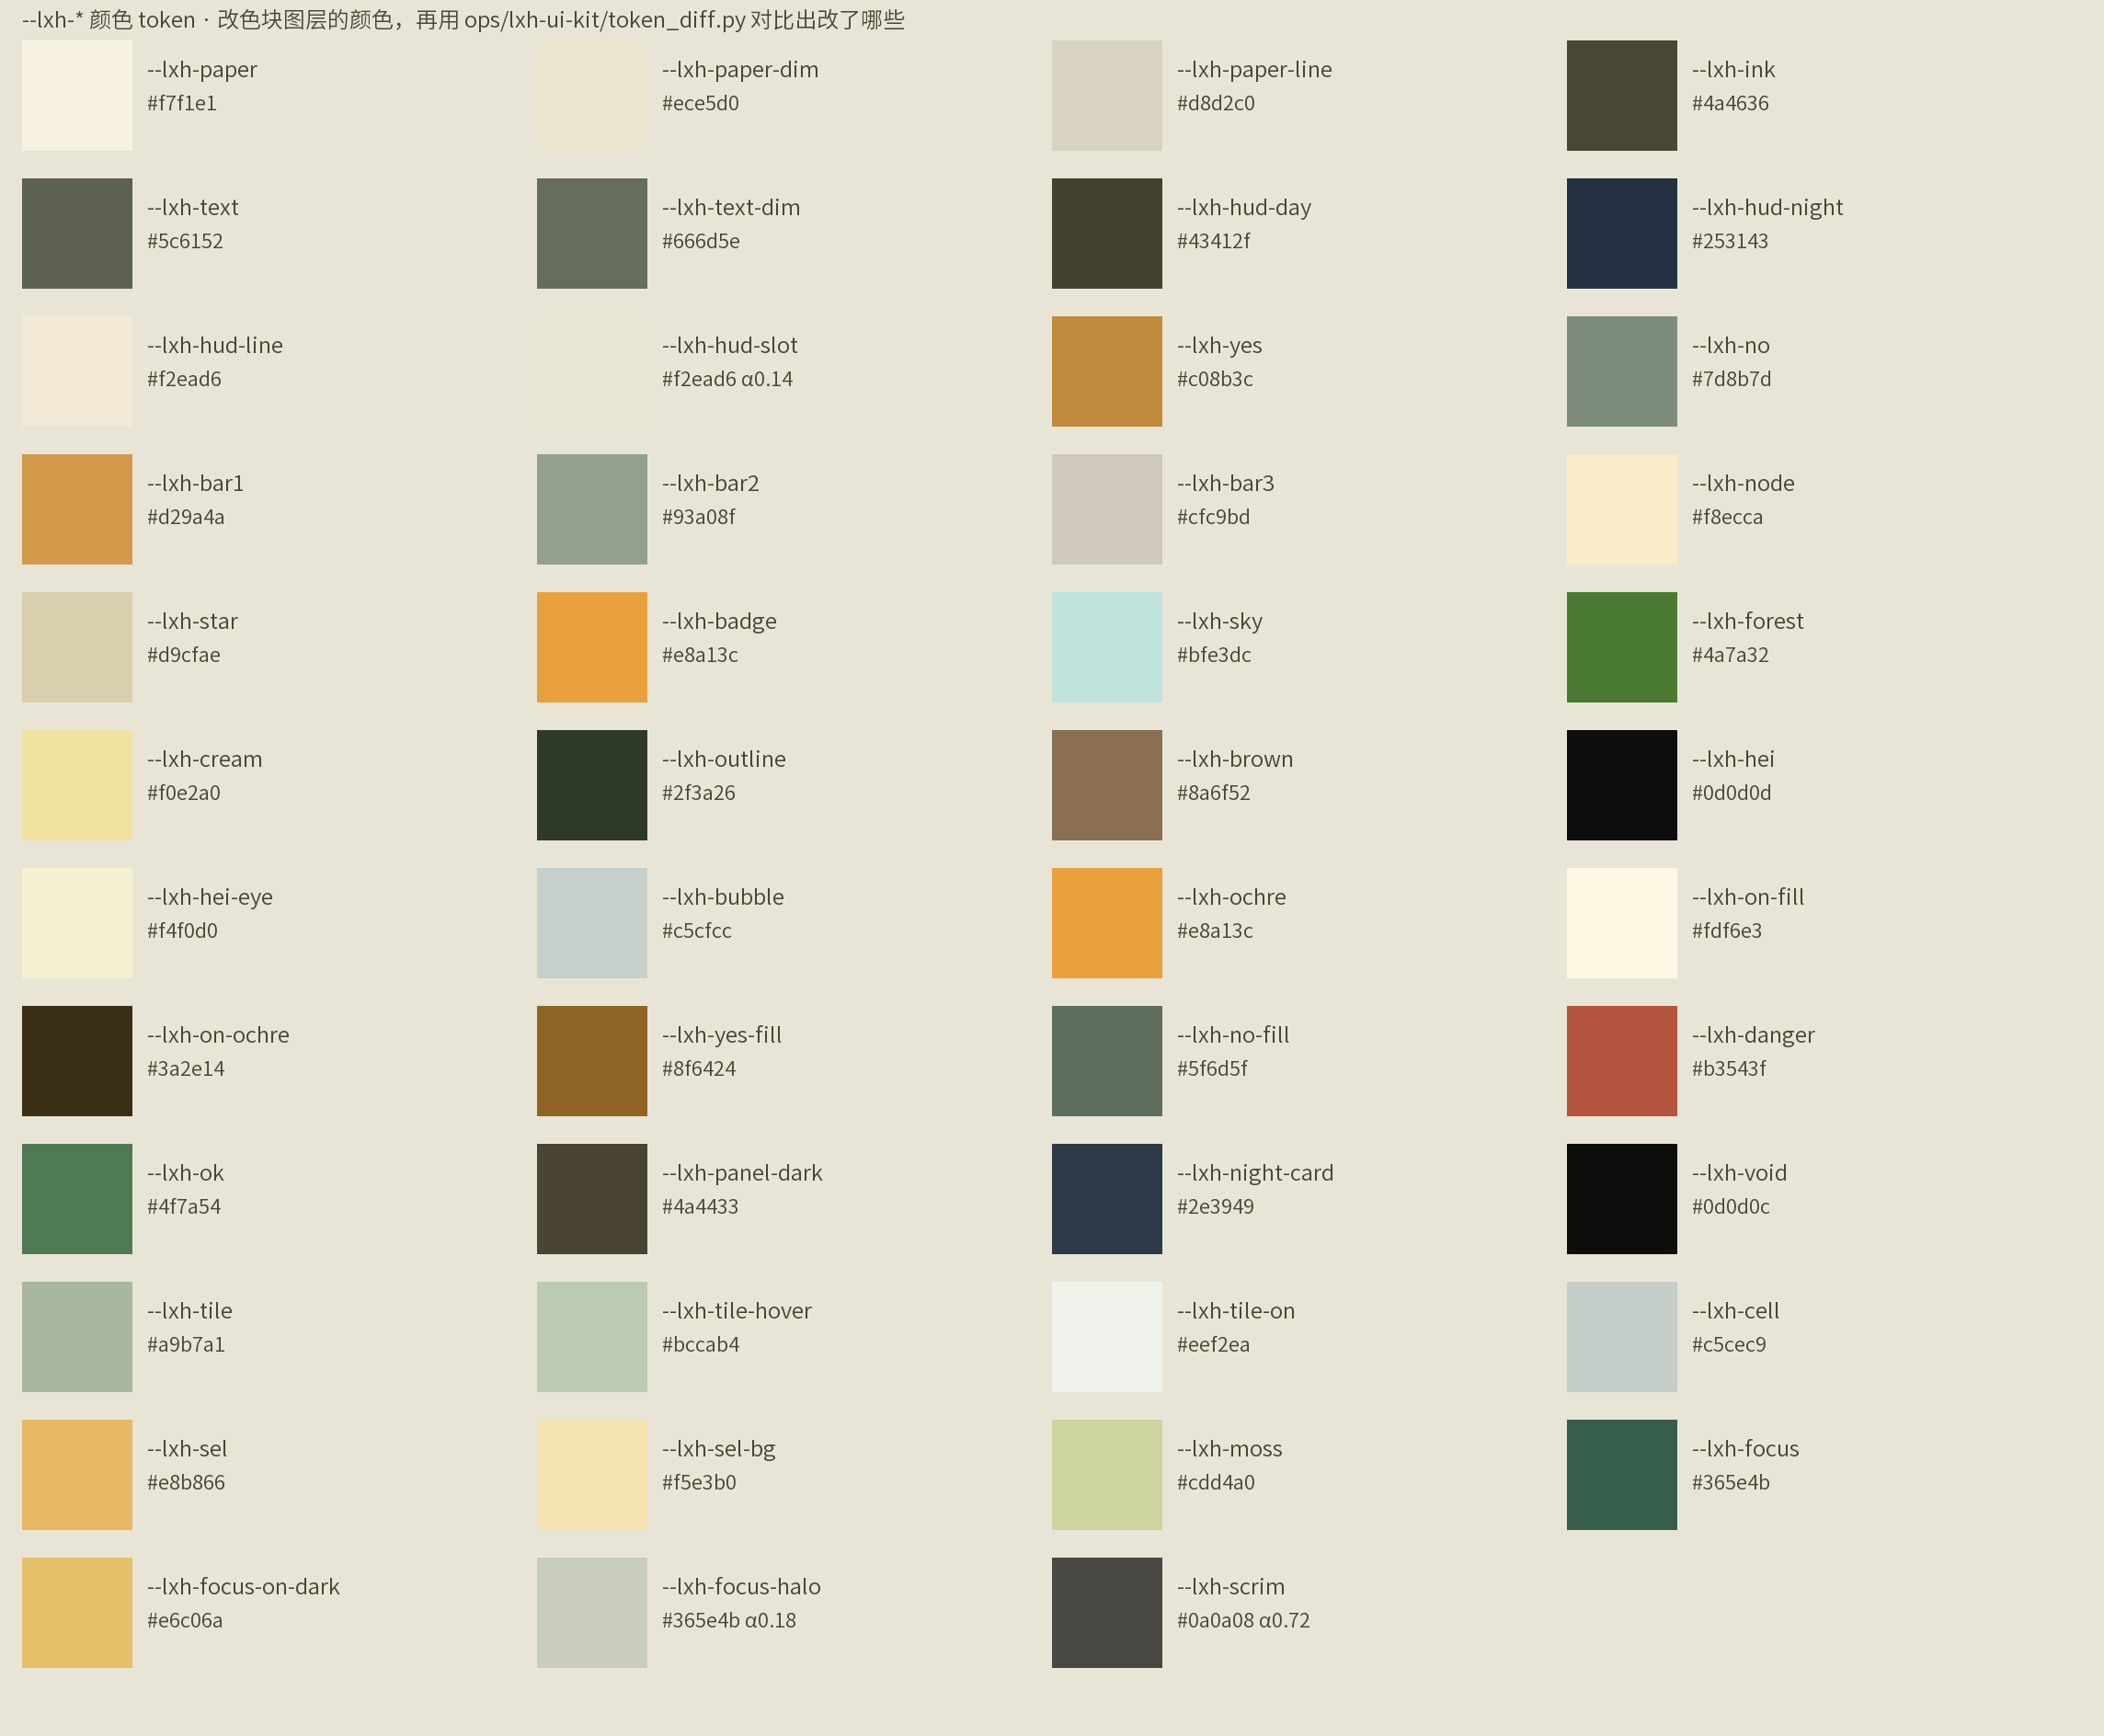 --lxh-* 颜色 token · 改色块图层的颜色，再用 ops/lxh-ui-kit/token_diff.py 对比出改了哪些
--lxh-paper
#f7f1e1
--lxh-paper-dim
#ece5d0
--lxh-paper-line
#d8d2c0
--lxh-ink
#4a4636
--lxh-text
#5c6152
--lxh-text-dim
#666d5e
--lxh-hud-day
#43412f
--lxh-hud-night
#253143
--lxh-hud-line
#f2ead6
--lxh-hud-slot
#f2ead6 α0.14
--lxh-yes
#c08b3c
--lxh-no
#7d8b7d
--lxh-bar1
#d29a4a
--lxh-bar2
#93a08f
--lxh-bar3
#cfc9bd
--lxh-node
#f8ecca
--lxh-star
#d9cfae
--lxh-badge
#e8a13c
--lxh-sky
#bfe3dc
--lxh-forest
#4a7a32
--lxh-cream
#f0e2a0
--lxh-outline
#2f3a26
--lxh-brown
#8a6f52
--lxh-hei
#0d0d0d
--lxh-hei-eye
#f4f0d0
--lxh-bubble
#c5cfcc
--lxh-ochre
#e8a13c
--lxh-on-fill
#fdf6e3
--lxh-on-ochre
#3a2e14
--lxh-yes-fill
#8f6424
--lxh-no-fill
#5f6d5f
--lxh-danger
#b3543f
--lxh-ok
#4f7a54
--lxh-panel-dark
#4a4433
--lxh-night-card
#2e3949
--lxh-void
#0d0d0c
--lxh-tile
#a9b7a1
--lxh-tile-hover
#bccab4
--lxh-tile-on
#eef2ea
--lxh-cell
#c5cec9
--lxh-sel
#e8b866
--lxh-sel-bg
#f5e3b0
--lxh-moss
#cdd4a0
--lxh-focus
#365e4b
--lxh-focus-on-dark
#e6c06a
--lxh-focus-halo
#365e4b α0.18
--lxh-scrim
#0a0a08 α0.72